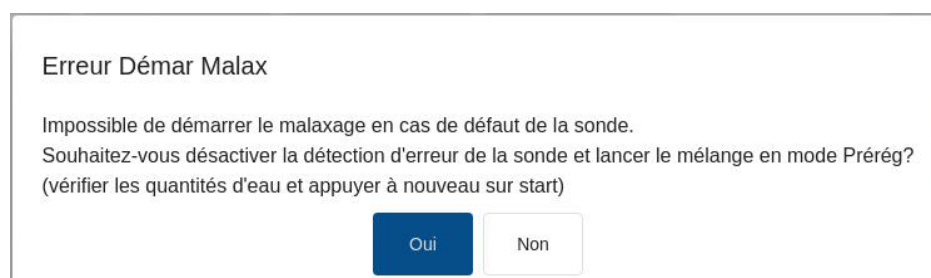 Erreur Démar Malax
Impossible de démarrer le malaxage en cas de défaut de la sonde.
Souhaitez-vous désactiver la détection d'erreur de la sonde et lancer le mélange en mode Prérég?
(vérifier les quantités d'eau et appuyer à nouveau sur start)
Oui Non